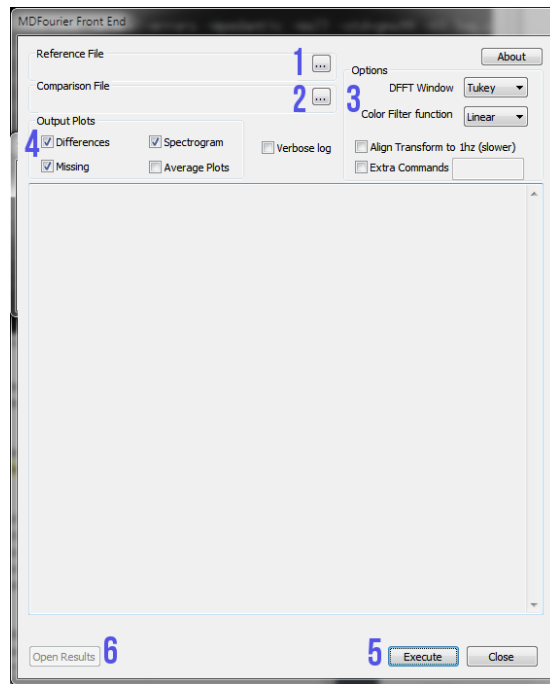 MDFourier Front End
About
Reference File
1
...
Options
Comparison File
2
...
3
DFFT Window
Tukey
Color Filter function
Linear
Output Plots
4
Differences
Spectrogram
Verbose log
Align Transform to 1hz (slower)
Missing
Average Plots
Extra Commands
Open Results
6
5
Execute
Close